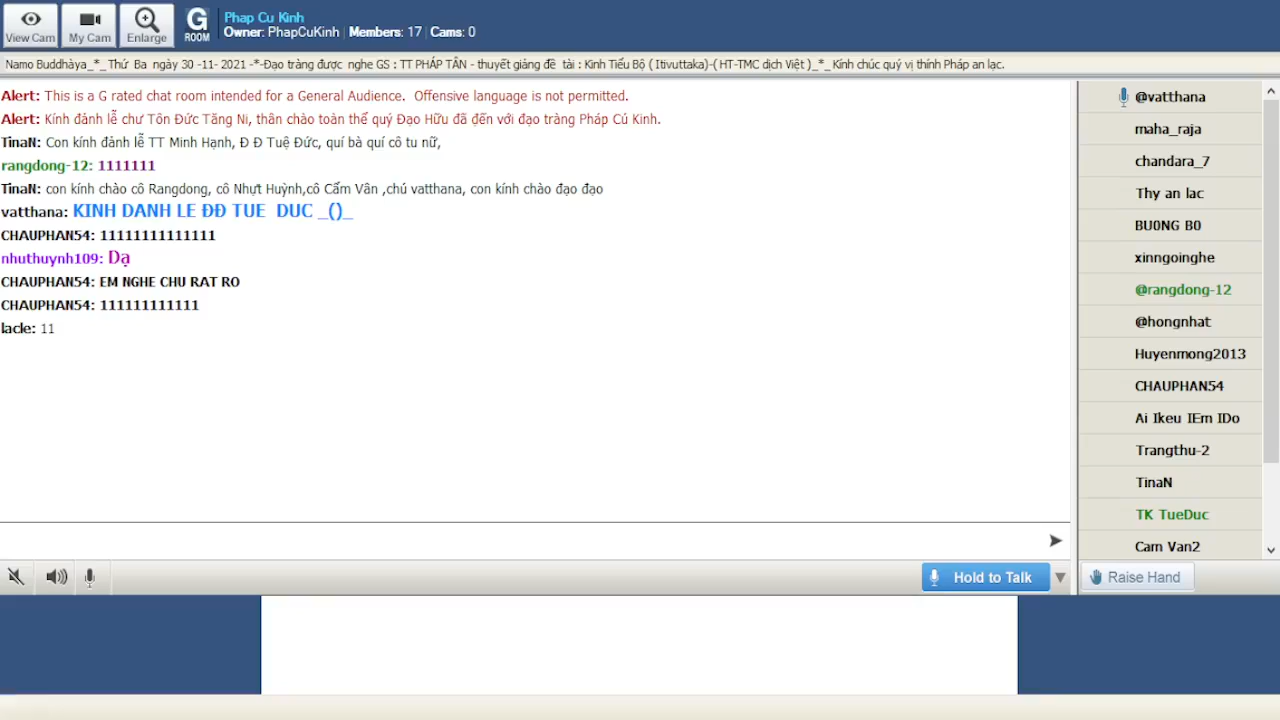 View Cam
My Cam
Enlarge
G
ROOM
Phap Cu Kinh
Owner: PhapCuKinh | Members: 17 | Cams: 0
Namo Buddhàya_*_Thứ Ba ngày 30 -11- 2021 -*-Đạo tràng được nghe GS : TT PHÁP TÂN - thuyết giảng đề tài : Kinh Tiểu Bộ ( Itivuttaka)-( HT-TMC dịch Việt )_*_ Kính chúc quý vị thính Pháp an lạc.
Alert: This is a G rated chat room intended for a General Audience. Offensive language is not permitted.
Alert: Kính đảnh lễ chư Tôn Đức Tăng Ni, thân chào toàn thể quý Đạo Hữu đã đến với đạo tràng Pháp Cú Kinh.
TinaN: Con kính đảnh lễ TT Minh Hạnh, Đ Đ Tuệ Đức, quí bà quí cô tu nữ,
rangdong-12: 1111111
TinaN: con kính chào cô Rangdong, cô Nhựt Huỳnh,cô Cẩm Vân ,chú vatthana, con kính chào đạo đạo
vatthana: KINH DANH LE ĐĐ TUE DUC _()_
CHAUPHAN54: 11111111111111
nhuthuynh109: Dạ
CHAUPHAN54: EM NGHE CHU RAT RO
CHAUPHAN54: 111111111111
lacle: 11
@vatthana
maha_raja
chandara_7
Thy an lac
BU0NG B0
xinngoinghe
@rangdong-12
@hongnhat
Huyenmong2013
CHAUPHAN54
Ai Ikeu IEm IDo
Trangthu-2
TinaN
TK TueDuc
Cam Van2
Hold to Talk
Raise Hand